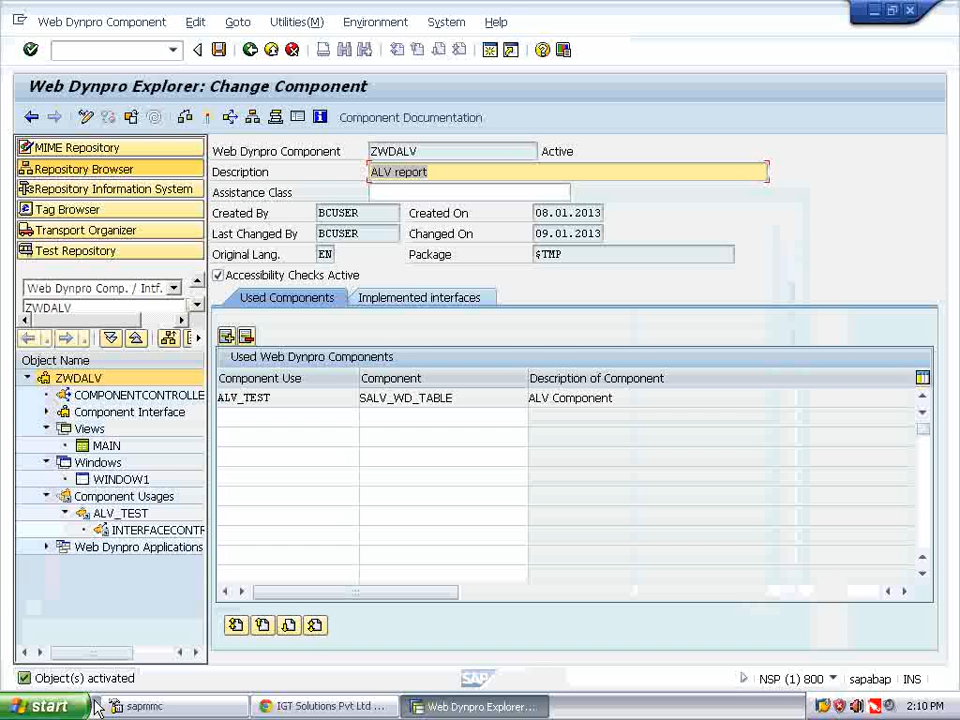 Web Dynpro Component Edit Goto Utilities(M) Environment System Help
Web Dynpro Explorer: Change Component
Component Documentation
MIME Repository
Repository Browser
Repository Information System
Tag Browser
Transport Organizer
Test Repository
Web Dynpro Comp. / Intf.
ZWDALV
Object Name
ZWDALV
COMPONENTCONTROLLE
Component Interface
Views
MAIN
Windows
WINDOW1
Component Usages
ALV_TEST
INTERFACECONTR
Web Dynpro Applications
Web Dynpro Component ZWDALV Active
Description ALV report
Assistance Class
Created By BCUSER Created On 08.01.2013
Last Changed By BCUSER Changed On 09.01.2013
Original Lang. EN Package $TMP
Accessibility Checks Active
Used Components Implemented interfaces
Used Web Dynpro Components
Component Use Component Description of Component
ALV_TEST SALV_WD_TABLE ALV Component
Object(s) activated SAP NSP (1) 800 sapabap INS
start sapmmc IGT Solutions Pvt Ltd ... Web Dynpro Explorer:... 2:10 PM